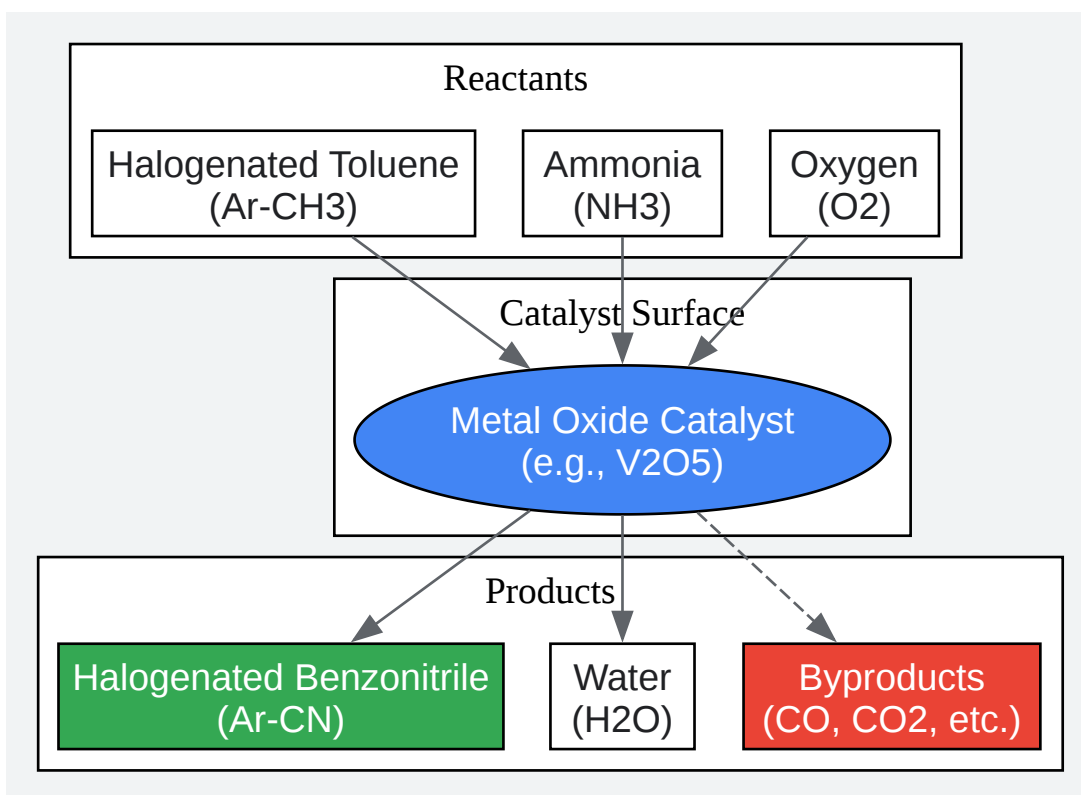 Reactants
Halogenated Toluene
(Ar-CH3)
Ammonia
(NH3)
Oxygen
(O2)
Catalyst Surface
Metal Oxide Catalyst
(e.g., V2O5)
Products
Halogenated Benzonitrile
(Ar-CN)
Water
(H2O)
Byproducts
(CO, CO2, etc.)